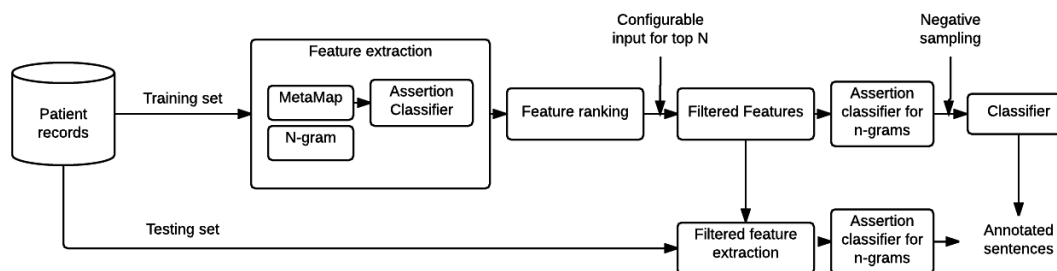 Configurable
input for top N
Negative
sampling
Feature extraction
Patient
records
Training set
MetaMap
Assertion
Classifier
N-gram
Feature ranking
Filtered Features
Assertion
classifier for
n-grams
Classifier
Testing set
Filtered feature
extraction
Assertion
classifier for
n-grams
Annotated
sentences